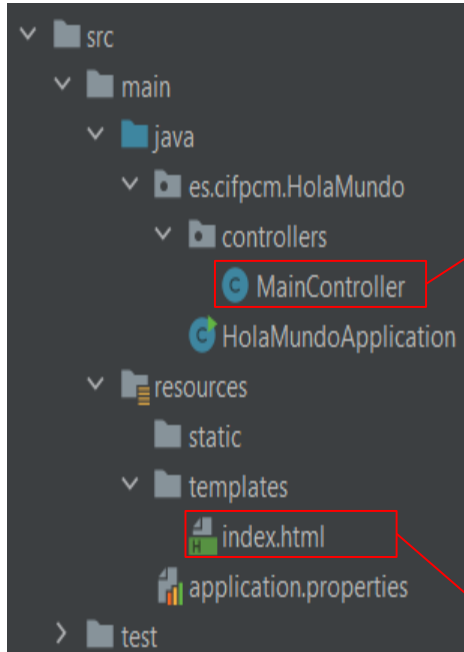 src
main
java
es.cifpcm.HolaMundo
controllers
C MainController
C HolaMundoApplication
resources
static
templates
H index.html
application.properties
test